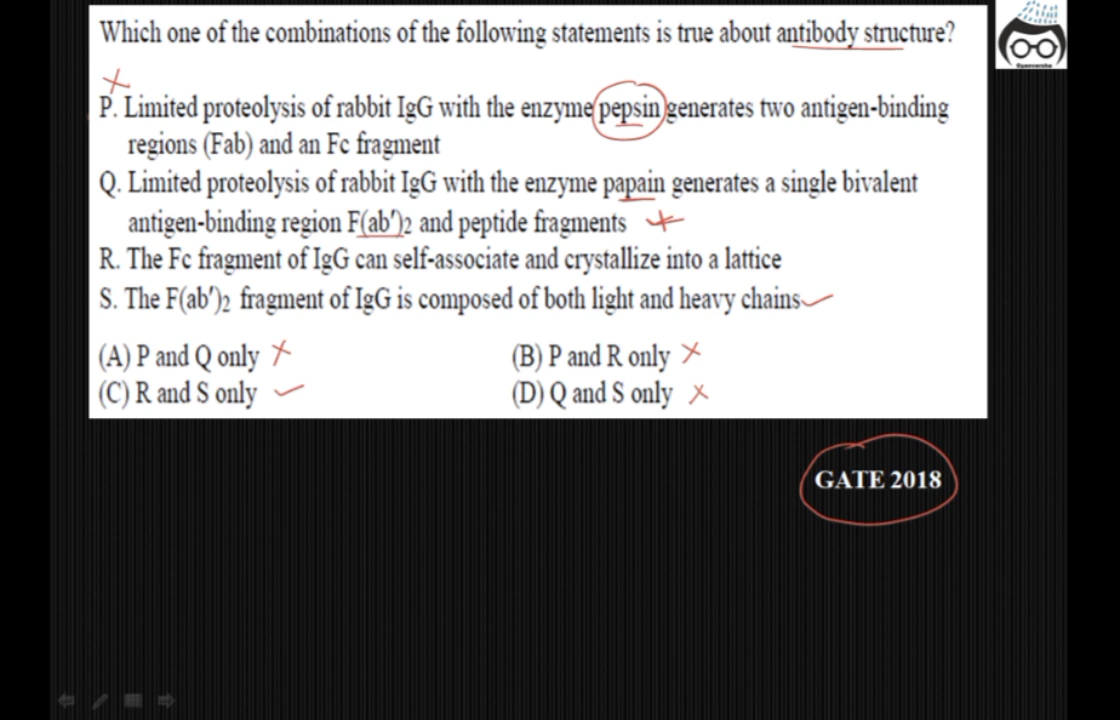 Which one of the combinations of the following statements is true about antibody structure?
P. Limited proteolysis of rabbit IgG with the enzyme pepsin generates two antigen-binding
regions (Fab) and an Fc fragment
Q. Limited proteolysis of rabbit IgG with the enzyme papain generates a single bivalent
antigen-binding region F(ab′)2 and peptide fragments
R. The Fc fragment of IgG can self-associate and crystallize into a lattice
S. The F(ab′)2 fragment of IgG is composed of both light and heavy chains
(A) P and Q only (B) P and R only
(C) R and S only (D) Q and S only
GATE 2018